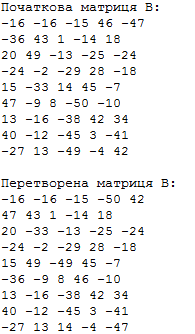 Початкова матриця В:
-16 -16 -15 46 -47
-36 43 1 -14 18
20 49 -13 -25 -24
-24 -2 -29 28 -18
15 -33 14 45 -7
47 -9 8 -50 -10
13 -16 -38 42 34
40 -12 -45 3 -41
-27 13 -49 -4 42

Перетворена матриця В:
-16 -16 -15 -50 42
47 43 1 -14 18
20 -33 -13 -25 -24
-24 -2 -29 28 -18
15 49 -49 45 -7
-36 -9 8 46 -10
13 -16 -38 42 34
40 -12 -45 3 -41
-27 13 14 -4 -47